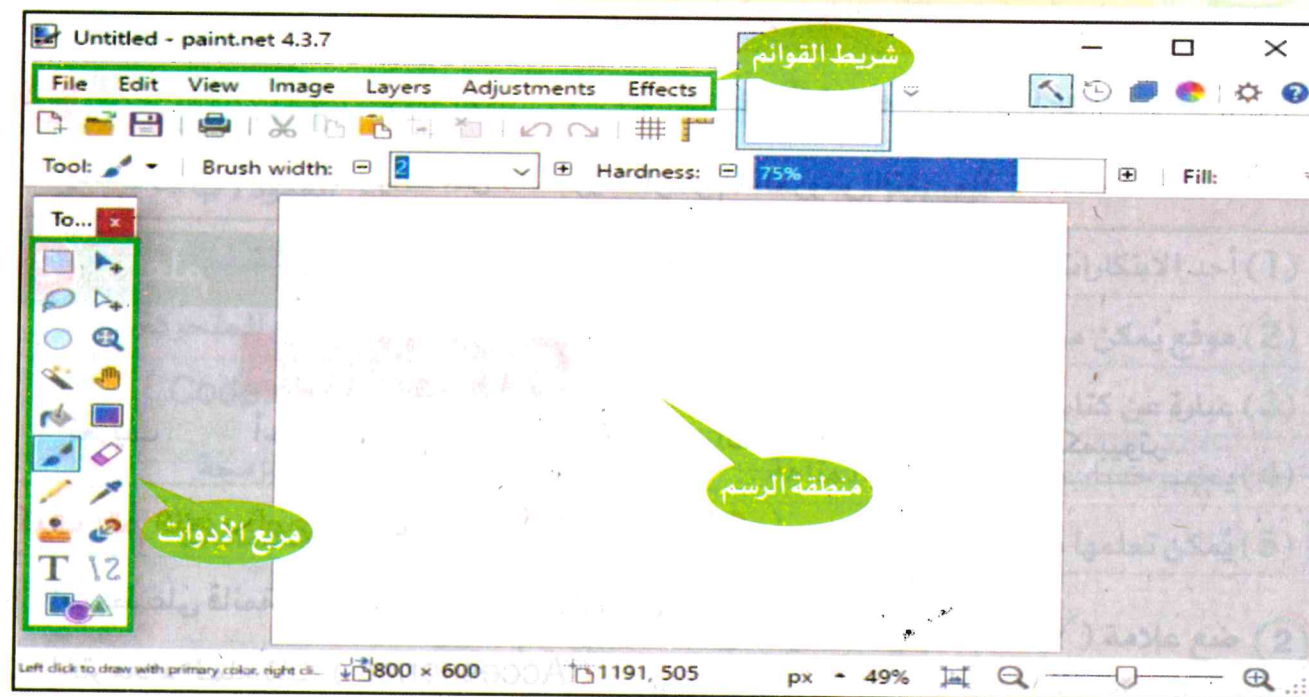 Untitled - paint.net 4.3.7
شريط القوائم
File Edit View Image Layers Adjustments Effects
Tool: Brush width: 2 Hardness: 75% Fill:
To...
منطقة الرسم
مربع الأدوات
T
Left click to draw with primary color, right cli...
800 × 600
1191, 505
px
49%